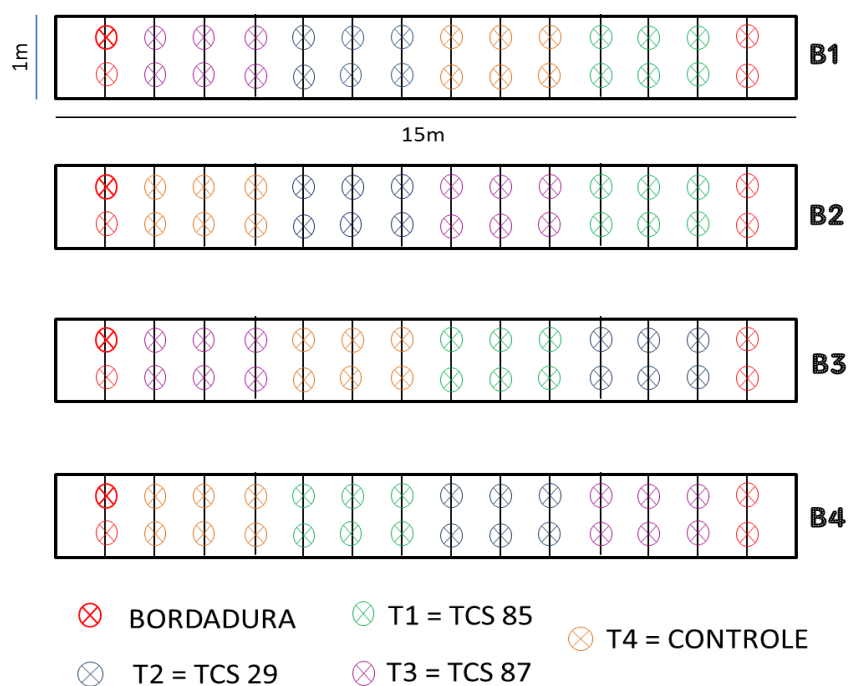 1m
B1
15m
B2
B3
B4
BORDADURA
T1 = TCS 85
T4 = CONTROLE
T2 = TCS 29
T3 = TCS 87